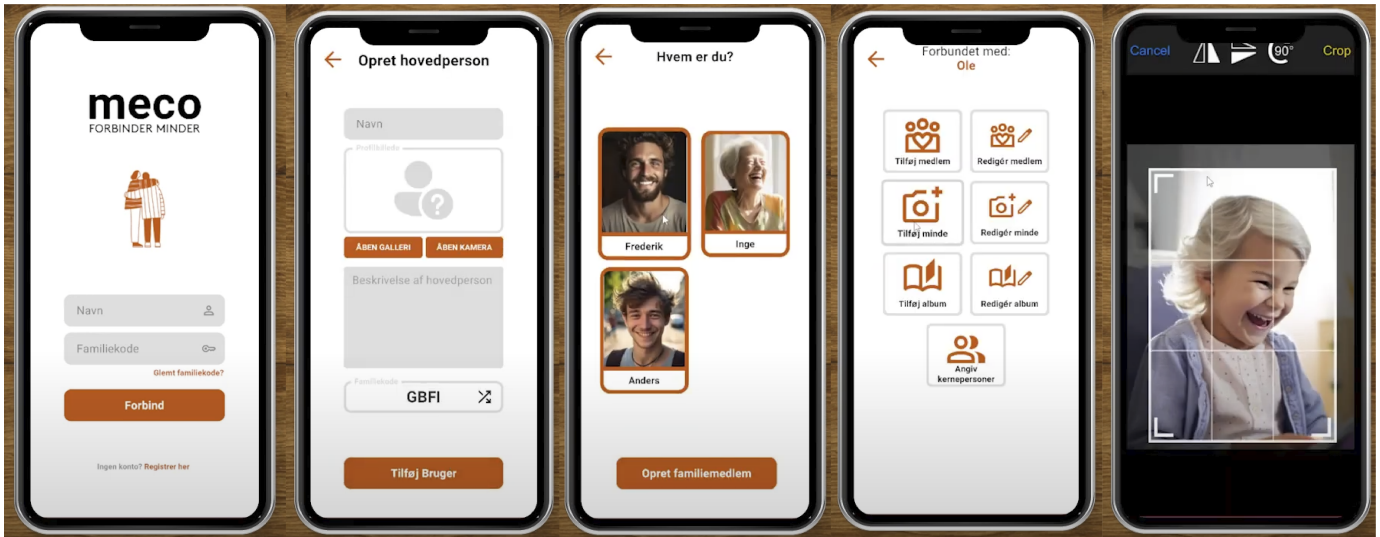 meco
FORBINDER MINDER
Navn
Familiekode
Glemt familiekode?
Forbind
Ingen konto? Registrer her
Opret hovedperson
Navn
Profilbillede
ÅBEN GALLERI
ÅBEN KAMERA
Beskrivelse af hovedperson
Familiekode
GBFI
Tilføj Bruger
Hvem er du?
Frederik
Inge
Anders
Opret familiemedlem
Forbundet med:
Ole
Tilføj medlem
Redigér medlem
Tilføj minde
Redigér minde
Tilføj album
Redigér album
Angiv
kernepersoner
Cancel
90°
Crop